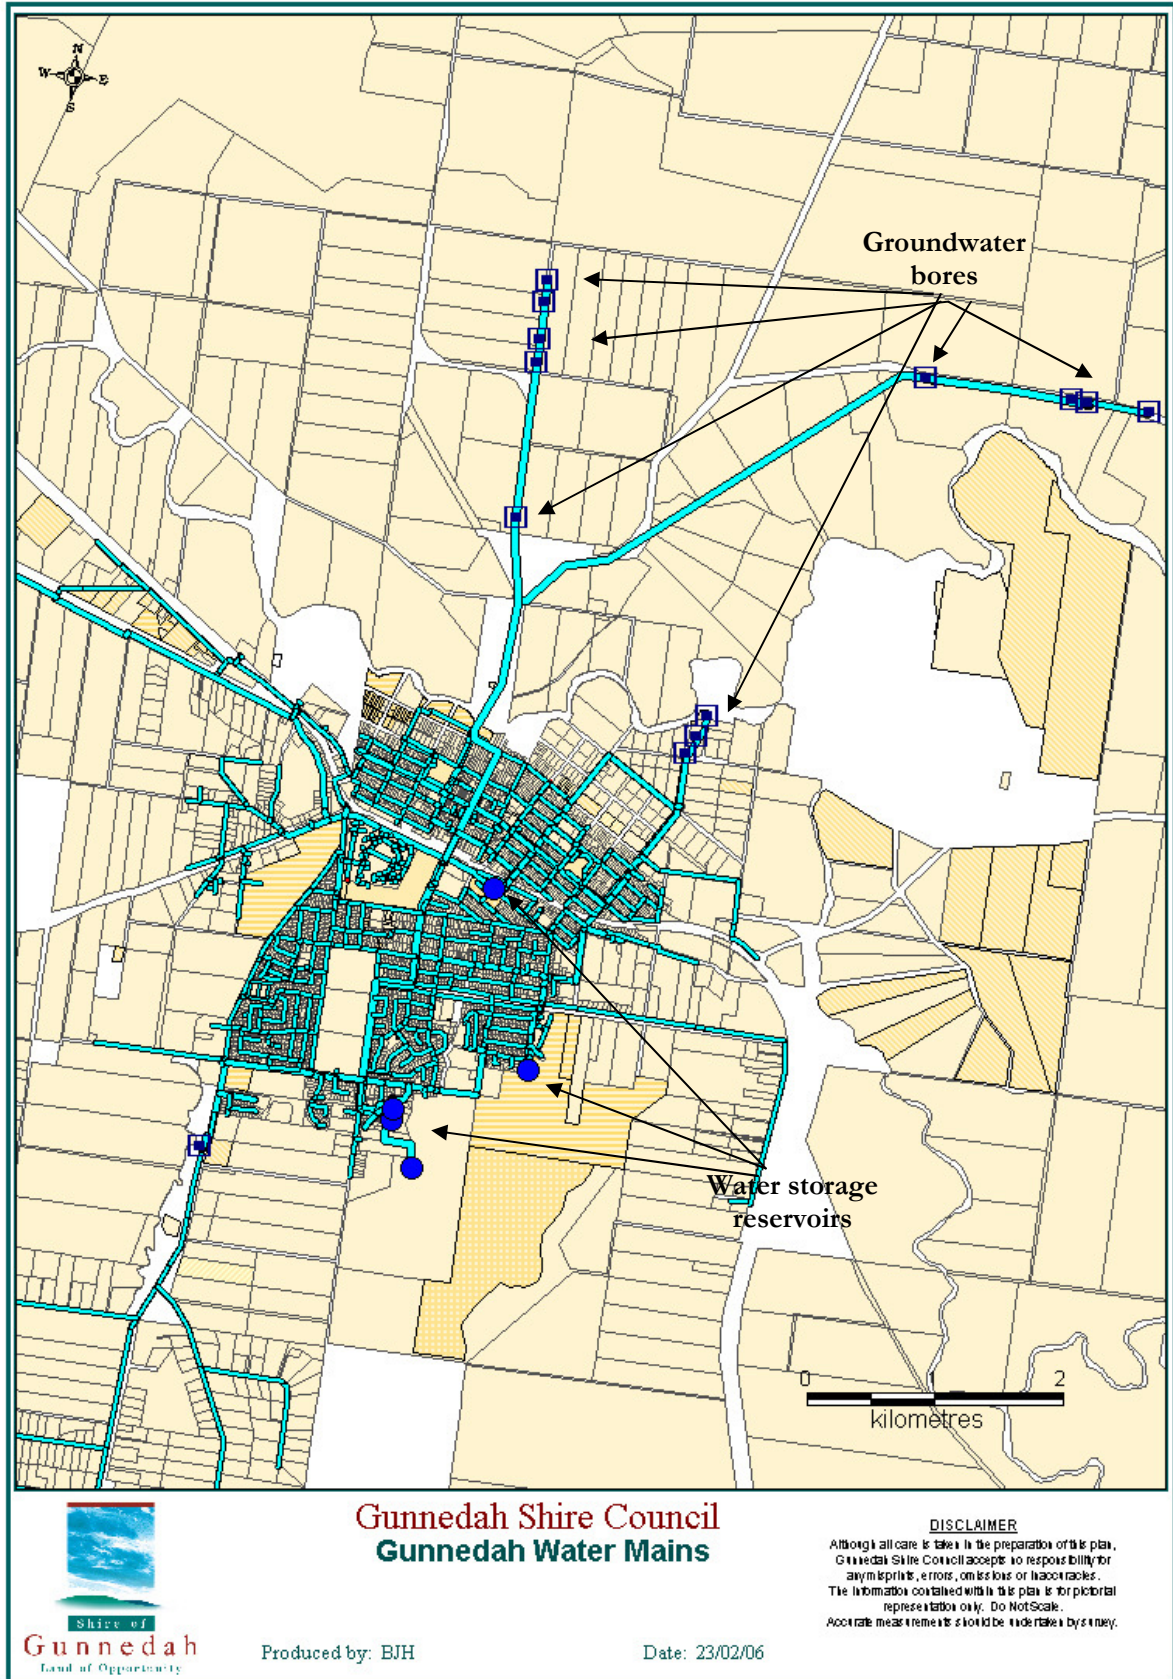 N
W E
S
Groundwater
bores
Water storage
reservoirs
0 1 2
kilometres
Gunnedah Shire Council
Gunnedah Water Mains
DISCLAIMER
Although all care is taken in the preparation of this plan,
Gunnedah Shire Council accepts no responsibility for
any misprints, errors, omissions or inaccuracies.
The information contained within this plan is for pictorial
representation only. Do Not Scale.
Accurate measurements should be undertaken by survey.
Shire of
Gunnedah
Land of Opportunity
Produced by: BJH
Date: 23/02/06